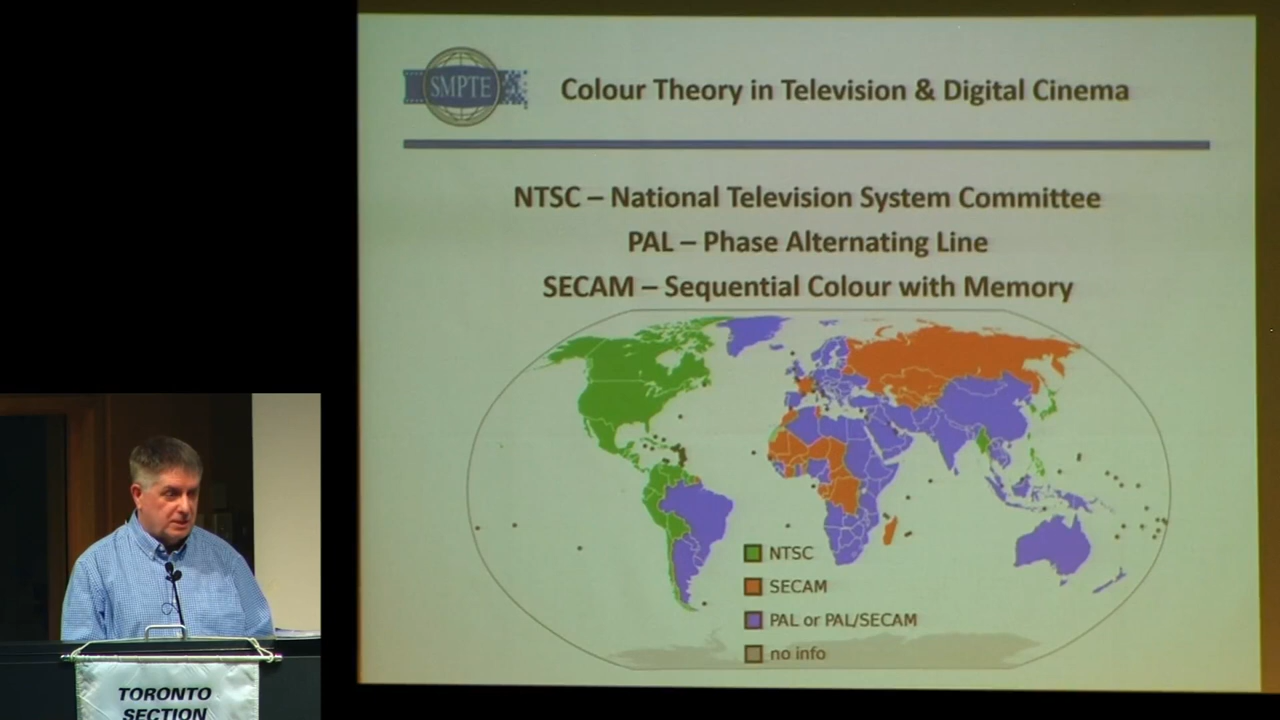 SMPTE
Colour Theory in Television & Digital Cinema
NTSC – National Television System Committee
PAL – Phase Alternating Line
SECAM – Sequential Colour with Memory
NTSC
SECAM
PAL or PAL/SECAM
no info
TORONTO
SECTION